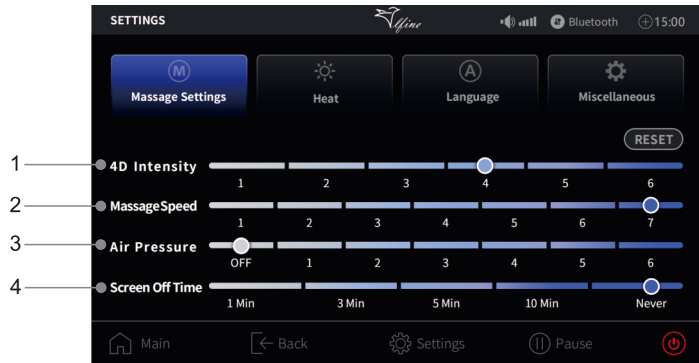 SETTINGS Elfine Bluetooth 15:00
M A
Massage Settings Heat Language Miscellaneous
RESET
1 4D Intensity
1 2 3 4 5 6
2 MassageSpeed
1 2 3 4 5 6 7
3 Air Pressure
OFF 1 2 3 4 5 6
4 Screen Off Time
1 Min 3 Min 5 Min 10 Min Never
Main Back Settings Pause